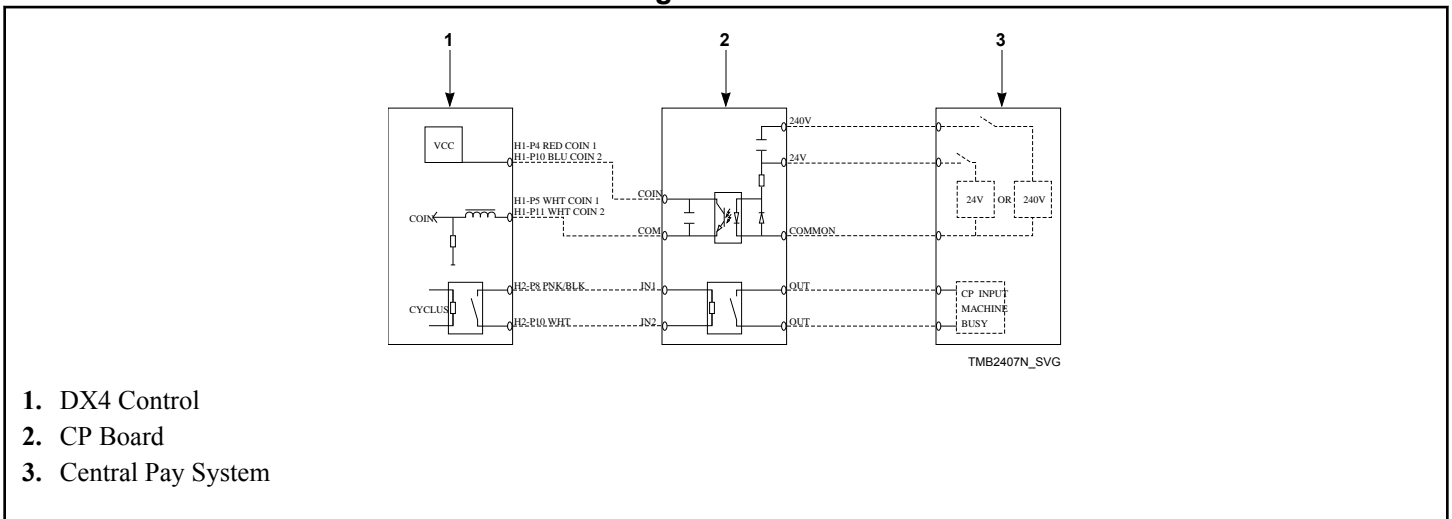 1
2
3
VCC
H1-P4 RED COIN 1
H1-P10 BLU COIN 2
COIN
H1-P5 WHT COIN 1
H1-P11 WHT COIN 2
CYCLUS
H2-P8 PNK/BLK
H2-P10 WHT
COIN
COM
IN1
IN2
240V
24V
COMMON
OUT
OUT
24V
OR
240V
CP INPUT
MACHINE
BUSY
TMB2407N_SVG
1. DX4 Control
2. CP Board
3. Central Pay System